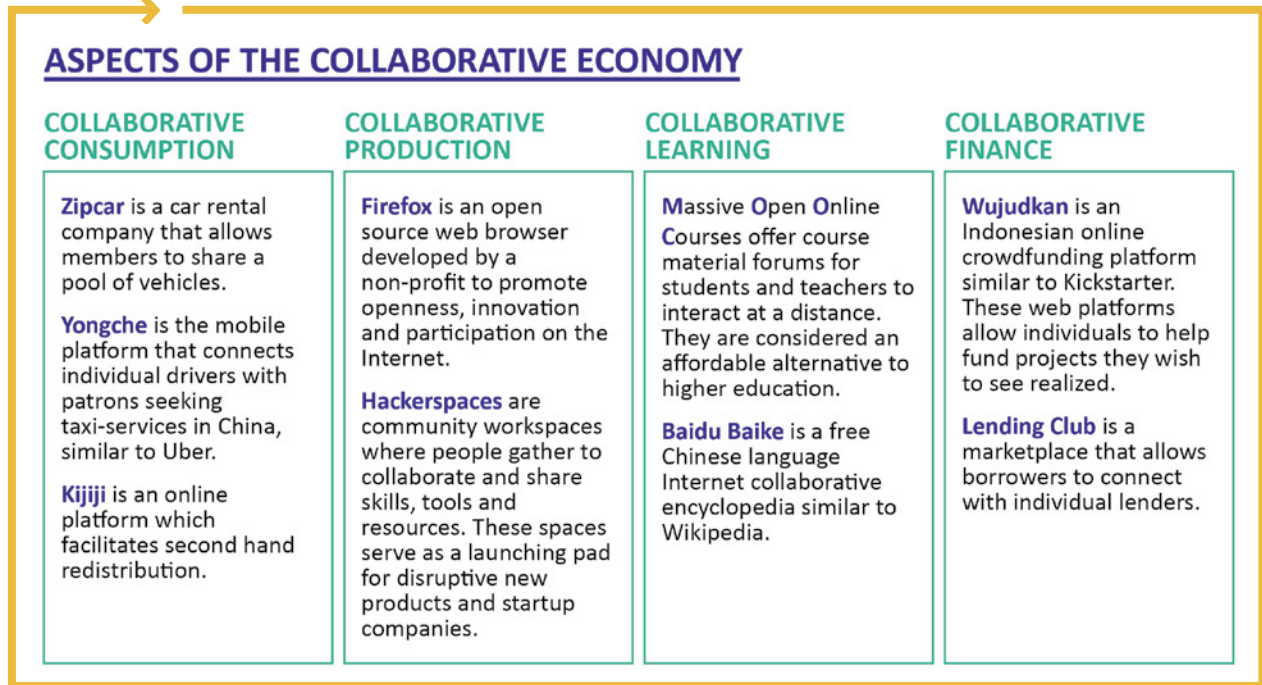 ASPECTS OF THE COLLABORATIVE ECONOMY
COLLABORATIVE
CONSUMPTION
Zipcar is a car rental
company that allows
members to share a
pool of vehicles.
Yongche is the mobile
platform that connects
individual drivers with
patrons seeking
taxi-services in China,
similar to Uber.
Kijiji is an online
platform which
facilitates second hand
redistribution.
COLLABORATIVE
PRODUCTION
Firefox is an open
source web browser
developed by a
non-profit to promote
openness, innovation
and participation on the
Internet.
Hackerspaces are
community workspaces
where people gather to
collaborate and share
skills, tools and
resources. These spaces
serve as a launching pad
for disruptive new
products and startup
companies.
COLLABORATIVE
LEARNING
Massive Open Online
Courses offer course
material forums for
students and teachers to
interact at a distance.
They are considered an
affordable alternative to
higher education.
Baidu Baike is a free
Chinese language
Internet collaborative
encyclopedia similar to
Wikipedia.
COLLABORATIVE
FINANCE
Wujudkan is an
Indonesian online
crowdfunding platform
similar to Kickstarter.
These web platforms
allow individuals to help
fund projects they wish
to see realized.
Lending Club is a
marketplace that allows
borrowers to connect
with individual lenders.